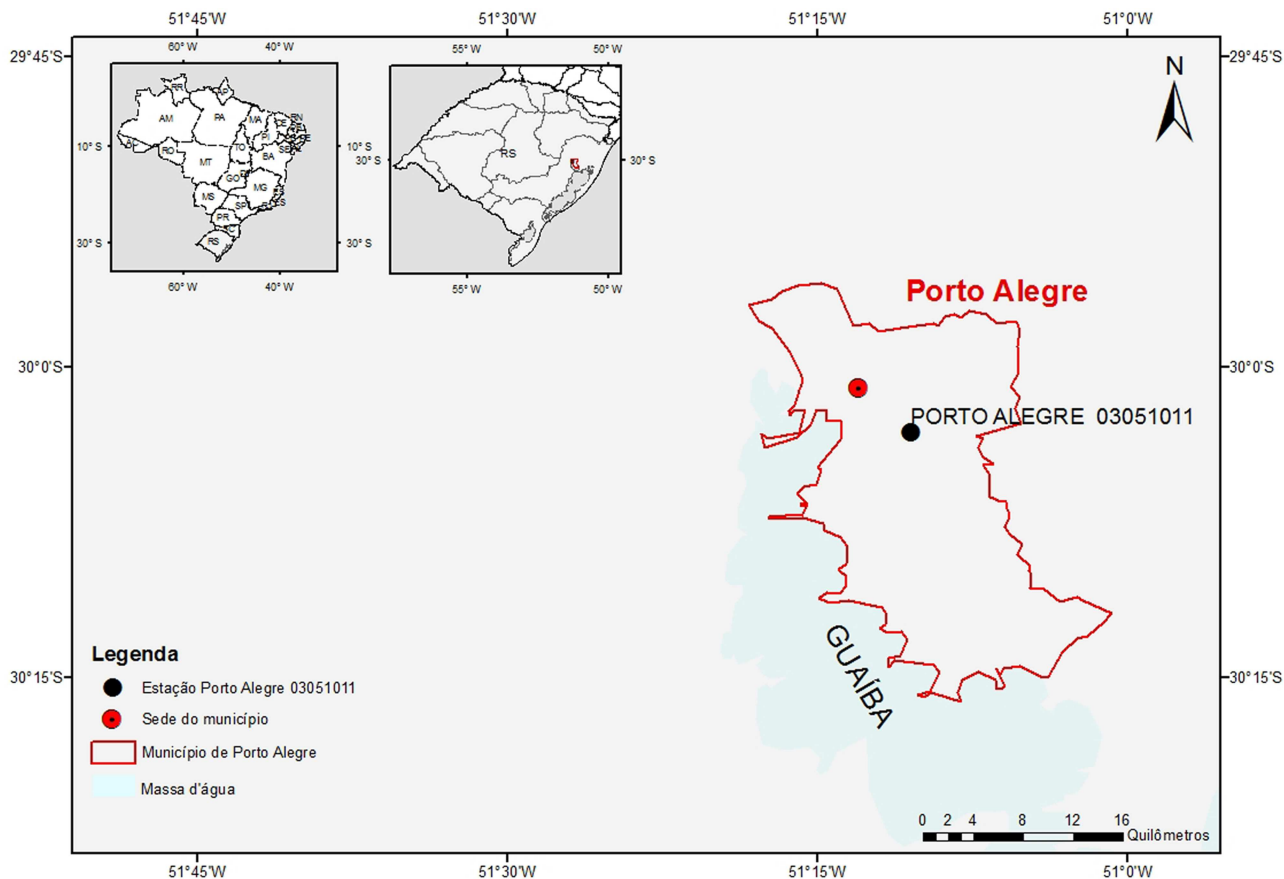 51°45'W 51°30'W 51°15'W 51°0'W
29°45'S 29°45'S
60° W 40° W
55° W 50° W
N
RR AP
AM PA MA CE RN
PI
AC RO TO SE
10° S 10° S
MT BA
GO DF
MS MG ES
SP RJ
PR
SC
RS
30° S 30° S
60° W 40° W
RS
30° S 30° S
55° W 50° W
Porto Alegre
30°0'S 30°0'S
PORTO ALEGRE 03051011
GUAÍBA
30°15'S 30°15'S
Legenda
Estação Porto Alegre 03051011
Sede do município
Município de Porto Alegre
Massa d'água
0 2 4 8 12 16
Quilômetros
51°45'W 51°30'W 51°15'W 51°0'W